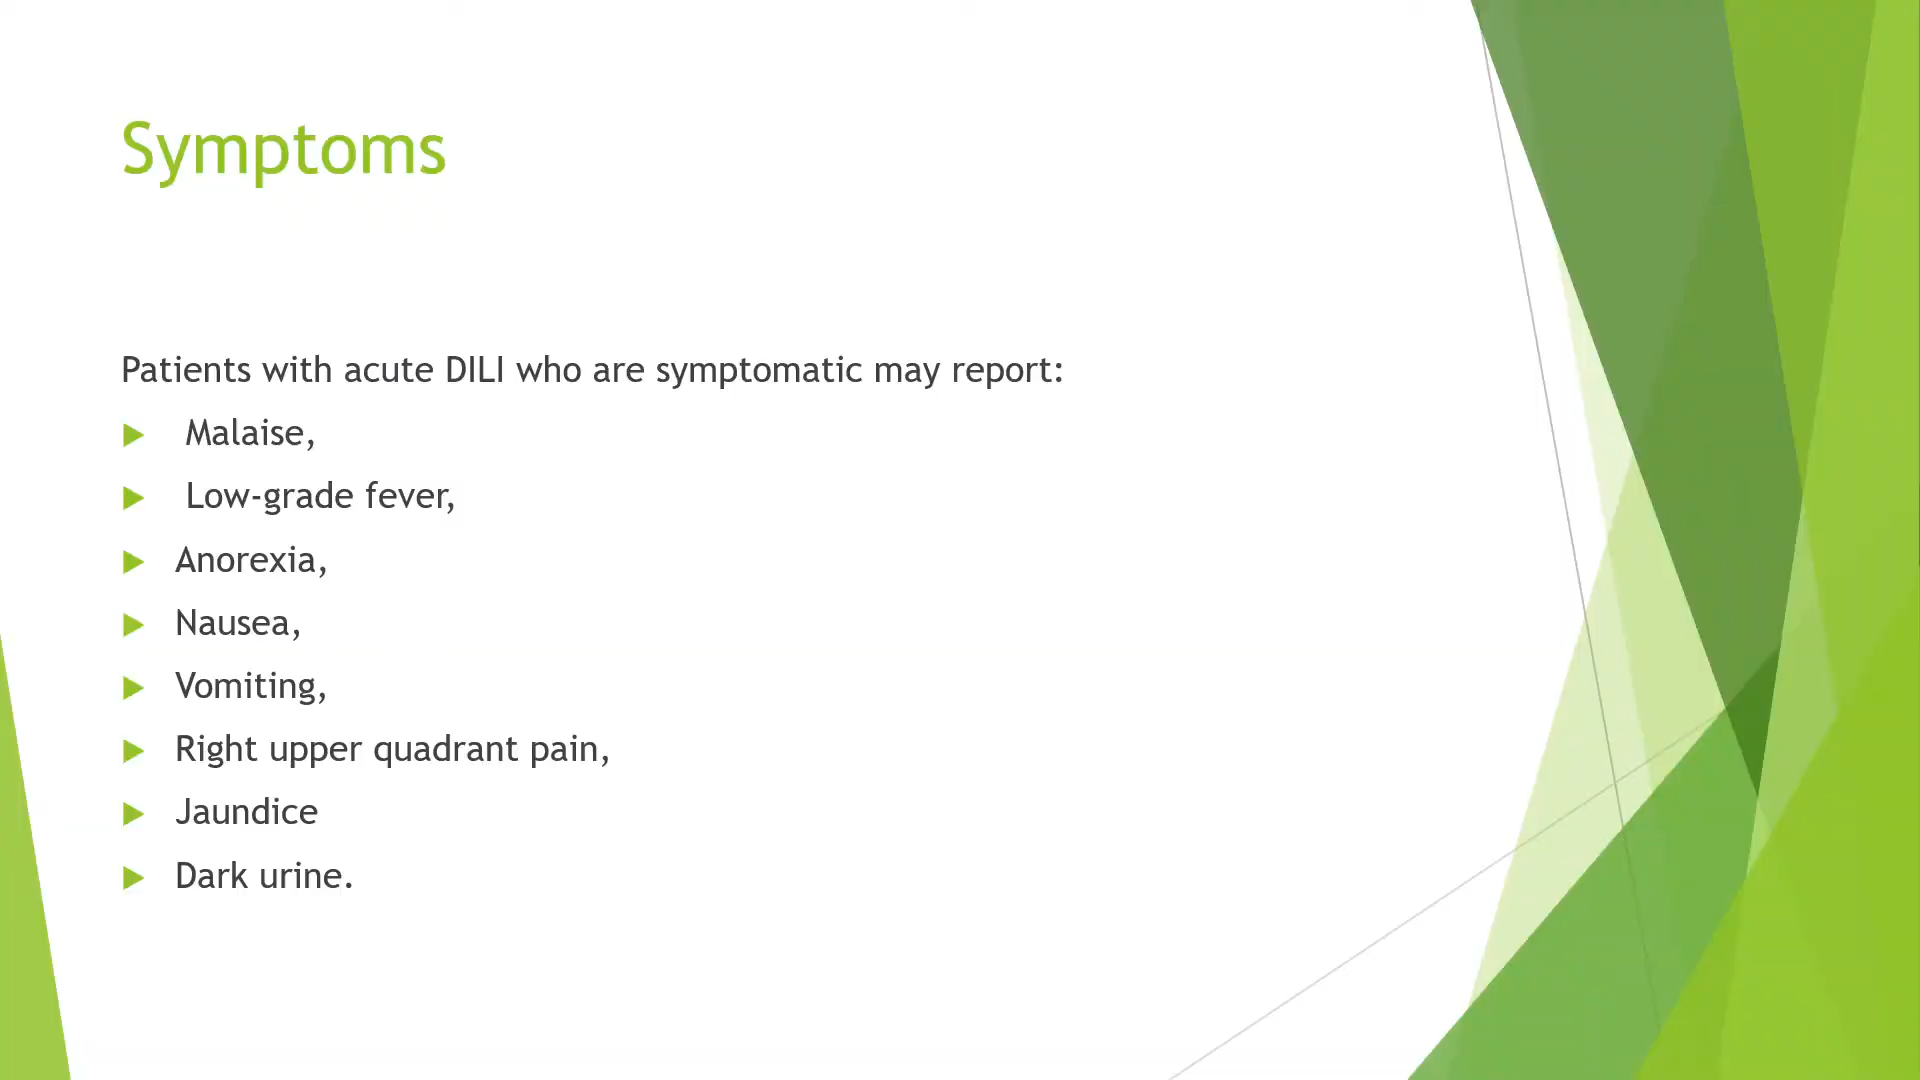 Symptoms
Patients with acute DILI who are symptomatic may report:
Malaise,
Low-grade fever,
Anorexia,
Nausea,
Vomiting,
Right upper quadrant pain,
Jaundice
Dark urine.